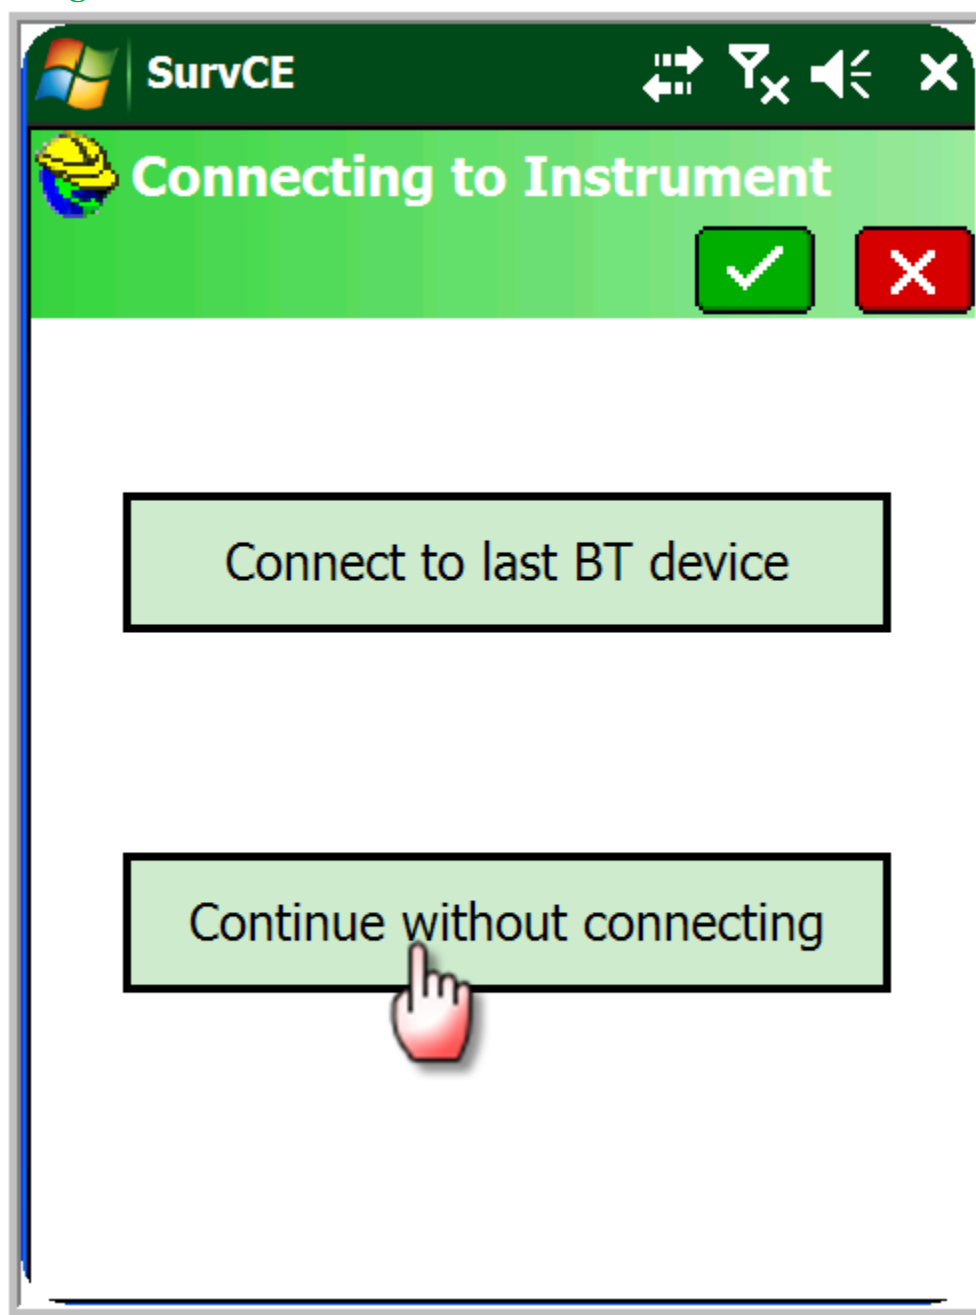 SurvCE
Connecting to Instrument
Connect to last BT device
Continue without connecting